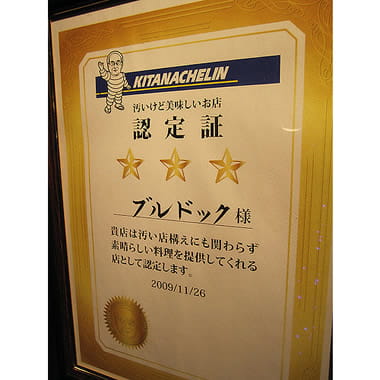 KITANACHELIN
汚いけど美味しいお店
認定証
ブルドック様
貴店は汚い店構えにも関わらず
素晴らしい料理を提供してくれる
店として認定します。
2009/11/26